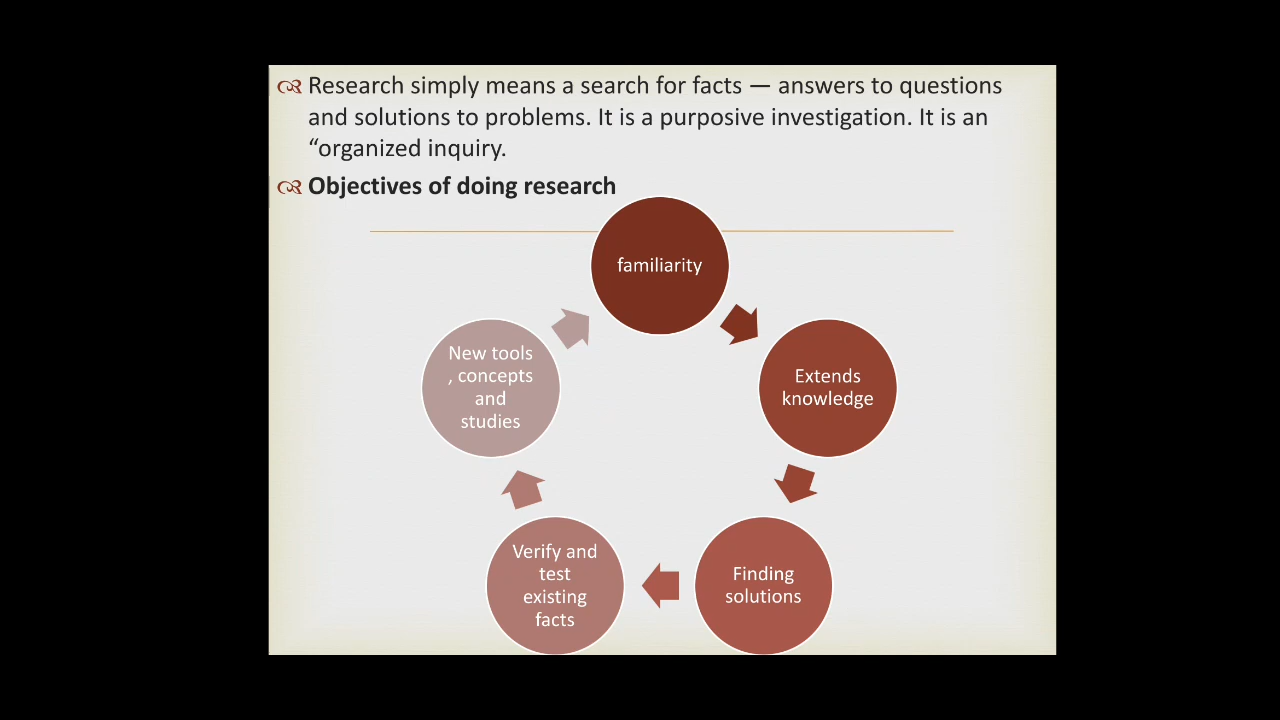 Research simply means a search for facts — answers to questions
and solutions to problems. It is a purposive investigation. It is an
“organized inquiry.
Objectives of doing research
familiarity
Extends
knowledge
Finding
solutions
Verify and
test
existing
facts
New tools
, concepts
and
studies